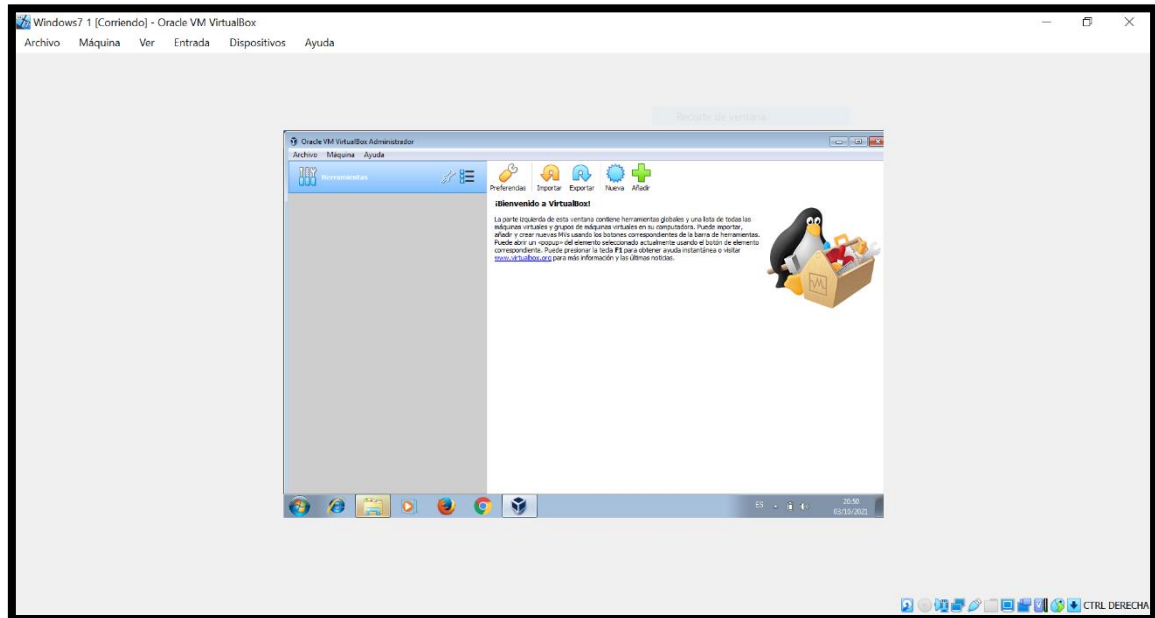 Windows7 1 [Corriendo] - Oracle VM VirtualBox
Archivo Máquina Ver Entrada Dispositivos Ayuda
Recorte de ventana
Oracle VM VirtualBox Administrador
Archivo Máquina Ayuda
Herramientas
Preferencias Importar Exportar Nueva Añadir
¡Bienvenido a VirtualBox!
La parte izquierda de esta ventana contiene herramientas globales y una lista de todas las
máquinas virtuales y grupos de máquinas virtuales en su computadora. Puede importar,
añadir y crear nuevas MVs usando los botones correspondientes de la barra de herramientas.
Puede abrir un «popup» del elemento seleccionado actualmente usando el botón de elemento
correspondiente. Puede presionar la tecla F1 para obtener ayuda instantánea o visitar
www.virtualbox.org para más información y las últimas noticias.
VM
ES
20:50
03/10/2021
CTRL DERECHA